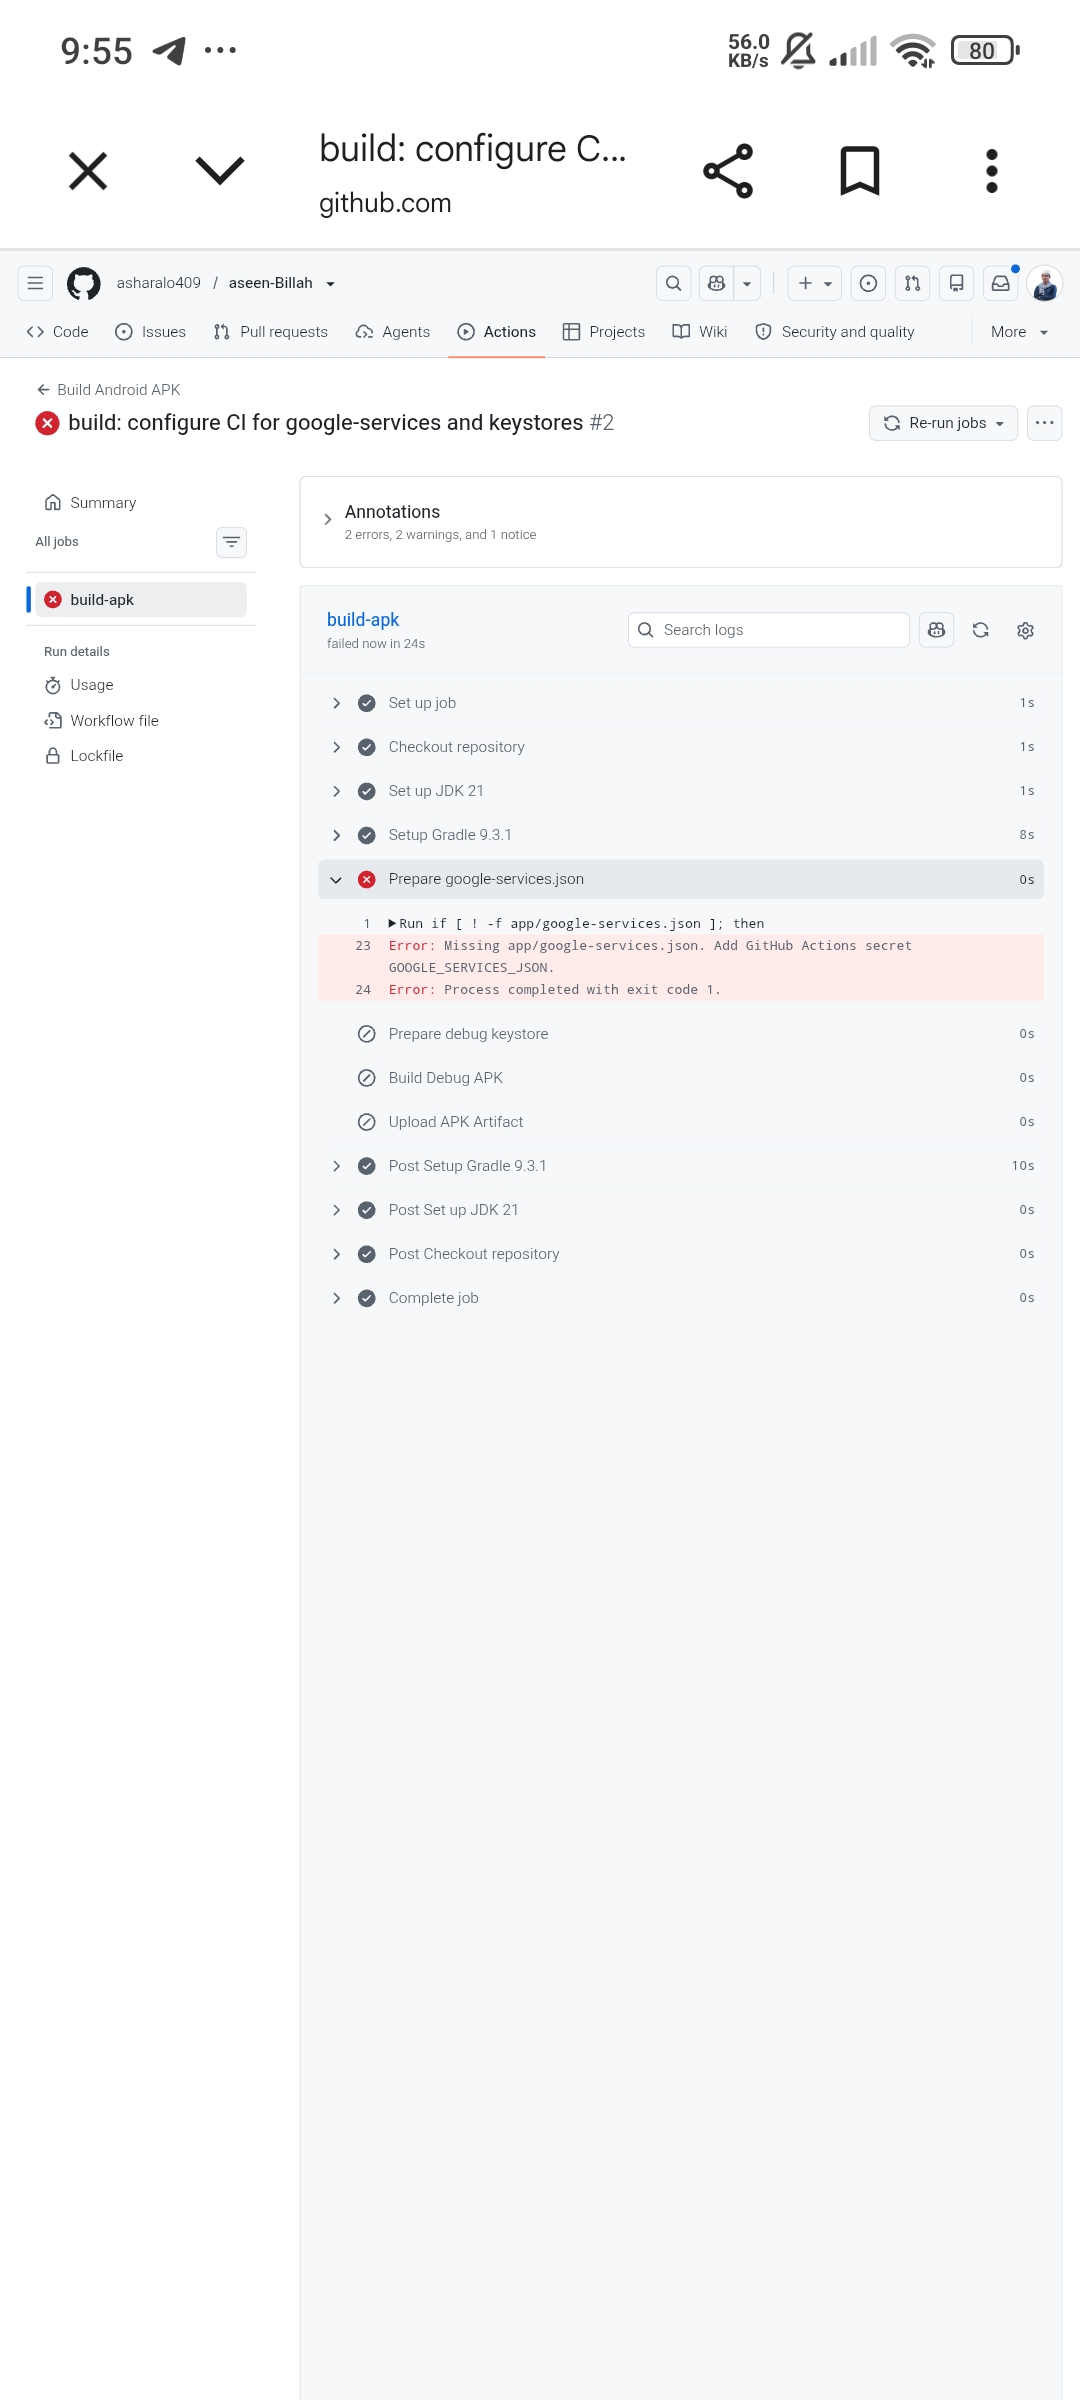 9:55
56.0
KB/s
80
build: configure C...
github.com
asharalo409 / aseen-Billah
Code
Issues
Pull requests
Agents
Actions
Projects
Wiki
Security and quality
More
Build Android APK
build: configure CI for google-services and keystores #2
Re-run jobs
Summary
All jobs
build-apk
Run details
Usage
Workflow file
Lockfile
Annotations
2 errors, 2 warnings, and 1 notice
build-apk
failed now in 24s
Search logs
Set up job 1s
Checkout repository 1s
Set up JDK 21 1s
Setup Gradle 9.3.1 8s
Prepare google-services.json 0s
1 Run if [ ! -f app/google-services.json ]; then
23 Error: Missing app/google-services.json. Add GitHub Actions secret
GOOGLE_SERVICES_JSON.
24 Error: Process completed with exit code 1.
Prepare debug keystore 0s
Build Debug APK 0s
Upload APK Artifact 0s
Post Setup Gradle 9.3.1 10s
Post Set up JDK 21 0s
Post Checkout repository 0s
Complete job 0s